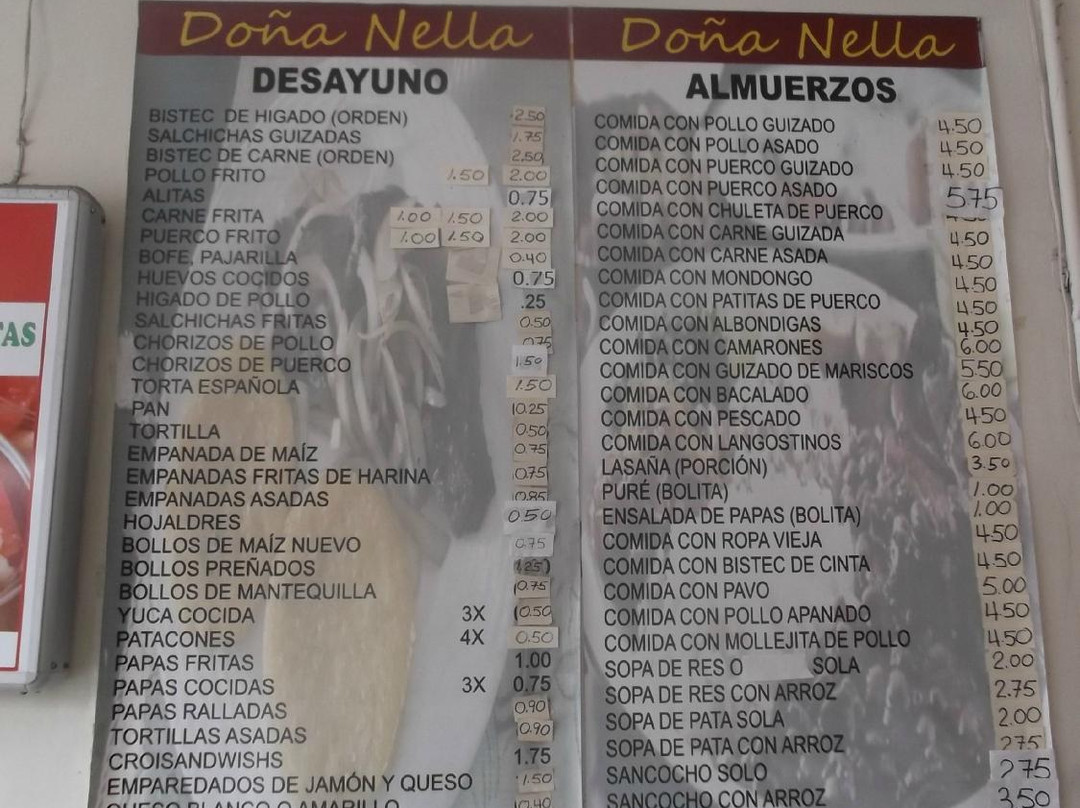 Doña Nella
DESAYUNO
BISTEC DE HIGADO (ORDEN) 2.50
SALCHICHAS GUIZADAS 1.75
BISTEC DE CARNE (ORDEN) 2.50
POLLO FRITO 1.50 2.00
ALITAS 0.75
CARNE FRITA 1.00 1.50 2.00
PUERCO FRITO 1.00 1.50 2.00
BOFE, PAJARILLA 0.40
HUEVOS COCIDOS 0.75
HIGADO DE POLLO .25
SALCHICHAS FRITAS 0.50
CHORIZOS DE POLLO 0.75
CHORIZOS DE PUERCO 1.50
TORTA ESPAÑOLA 1.50
PAN 0.25
TORTILLA 0.50
EMPANADA DE MAÍZ 0.75
EMPANADAS FRITAS DE HARINA 0.75
EMPANADAS ASADAS 0.85
HOJALDRES 0.50
BOLLOS DE MAÍZ NUEVO 0.75
BOLLOS PREÑADOS 1.25
BOLLOS DE MANTEQUILLA 0.75
YUCA COCIDA 3X 0.50
PATACONES 4X 0.50
PAPAS FRITAS 1.00
PAPAS COCIDAS 3X 0.75
PAPAS RALLADAS 0.90
TORTILLAS ASADAS 0.90
CROISANDWISHS 1.75
EMPAREDADOS DE JAMÓN Y QUESO 1.50
QUESO BLANCO O AMARILLO 0.40
Doña Nella
ALMUERZOS
COMIDA CON POLLO GUIZADO 4.50
COMIDA CON POLLO ASADO 4.50
COMIDA CON PUERCO GUIZADO 4.50
COMIDA CON PUERCO ASADO 5.75
COMIDA CON CHULETA DE PUERCO
COMIDA CON CARNE GUIZADA 4.50
COMIDA CON CARNE ASADA 4.50
COMIDA CON MONDONGO 4.50
COMIDA CON PATITAS DE PUERCO 4.50
COMIDA CON ALBONDIGAS 4.50
COMIDA CON CAMARONES 6.00
COMIDA CON GUIZADO DE MARISCOS 5.50
COMIDA CON BACALADO 6.00
COMIDA CON PESCADO 4.50
COMIDA CON LANGOSTINOS 6.00
LASAÑA (PORCIÓN) 3.50
PURÉ (BOLITA) 1.00
ENSALADA DE PAPAS (BOLITA) 1.00
COMIDA CON ROPA VIEJA 4.50
COMIDA CON BISTEC DE CINTA 4.50
COMIDA CON PAVO 5.00
COMIDA CON POLLO APANADO 4.50
COMIDA CON MOLLEJITA DE POLLO 4.50
SOPA DE RES O SOLA 2.00
SOPA DE RES CON ARROZ 2.75
SOPA DE PATA SOLA 2.00
SOPA DE PATA CON ARROZ 2.75
SANCOCHO SOLO 2.75
SANCOCHO CON ARROZ 3.50
TAS